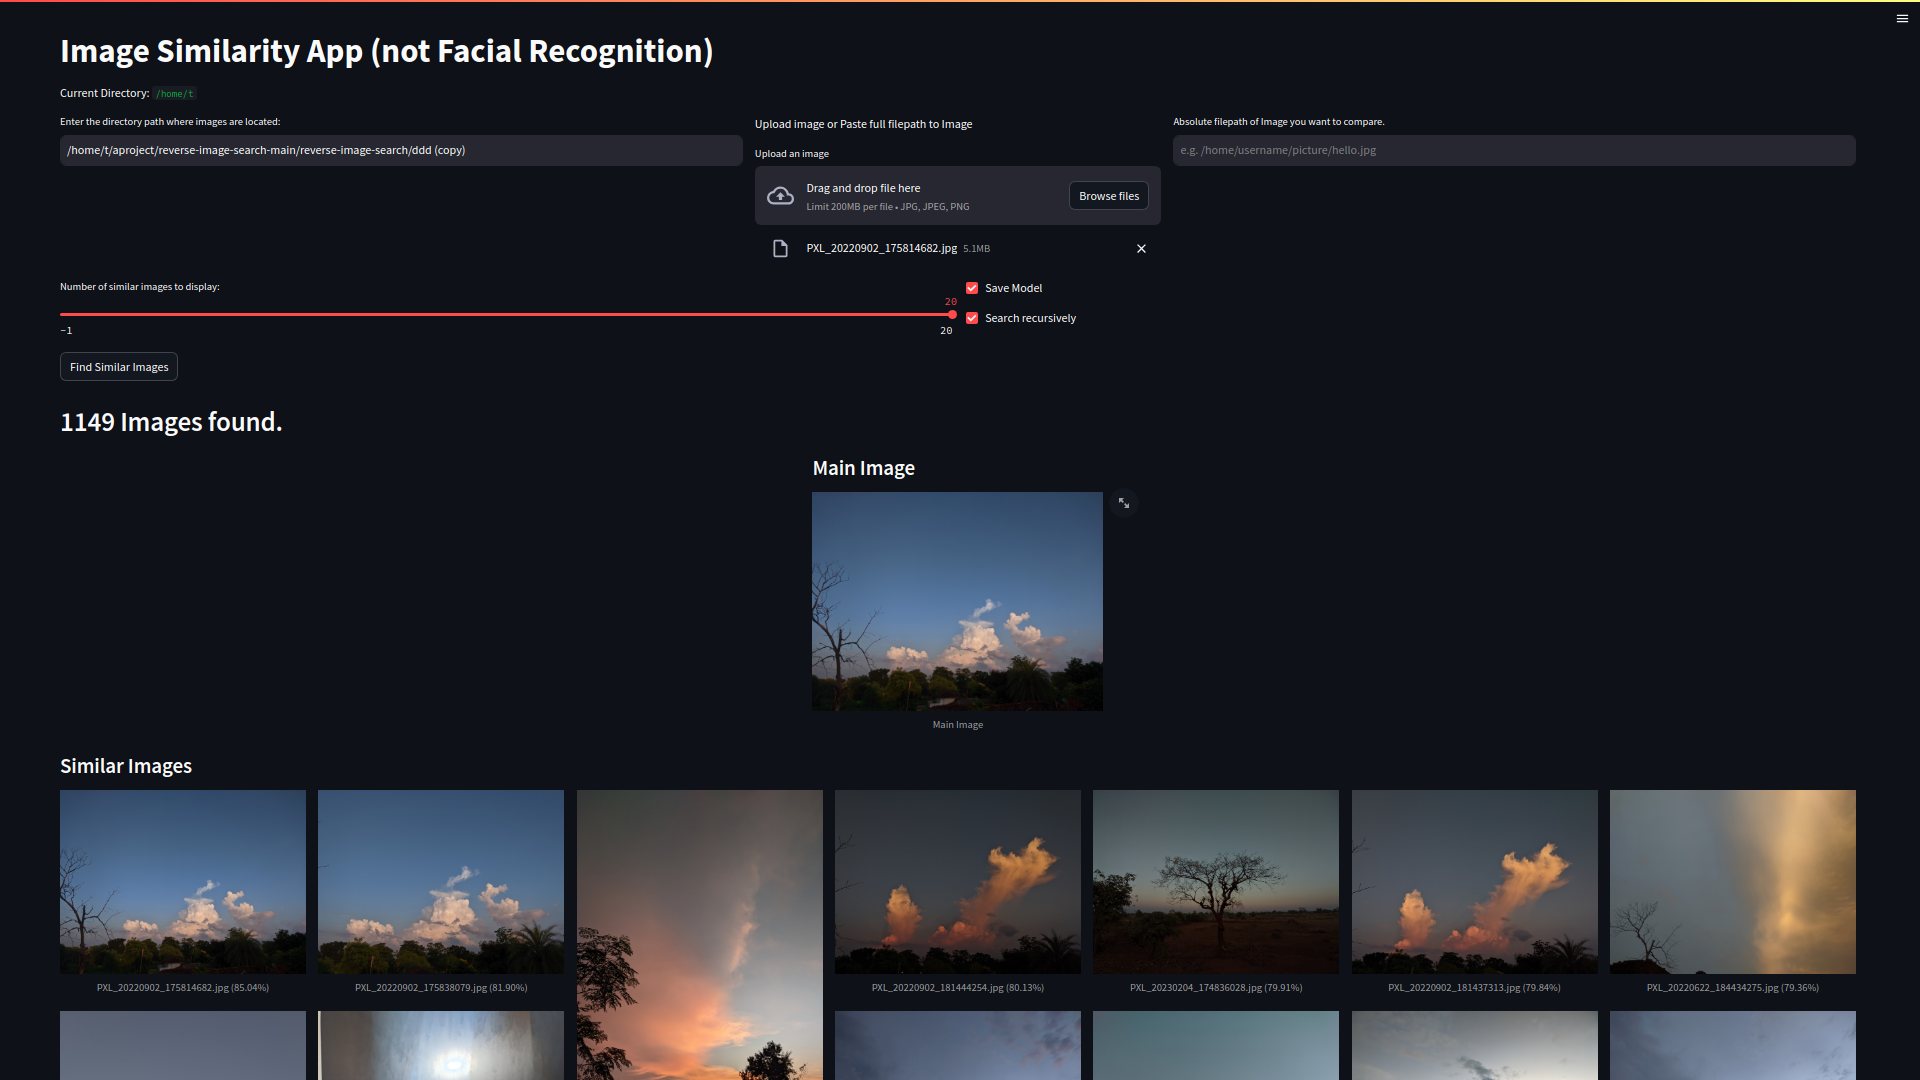 Image Similarity App (not Facial Recognition)
Current Directory: /home/t
Enter the directory path where images are located:
/home/t/aproject/reverse-image-search-main/reverse-image-search/ddd (copy)
Upload image or Paste full filepath to Image
Upload an image
Drag and drop file here
Limit 200MB per file • JPG, JPEG, PNG
Browse files
PXL_20220902_175814682.jpg 5.1MB
Absolute filepath of Image you want to compare.
e.g. /home/username/picture/hello.jpg
Number of similar images to display:
20
-1
20
Save Model
Search recursively
Find Similar Images
1149 Images found.
Main Image
Main Image
Similar Images
PXL_20220902_175814682.jpg (85.04%)
PXL_20220902_175838079.jpg (81.90%)
PXL_20220902_181444254.jpg (80.13%)
PXL_20230204_174836028.jpg (79.91%)
PXL_20220902_181437313.jpg (79.84%)
PXL_20220622_184434275.jpg (79.36%)